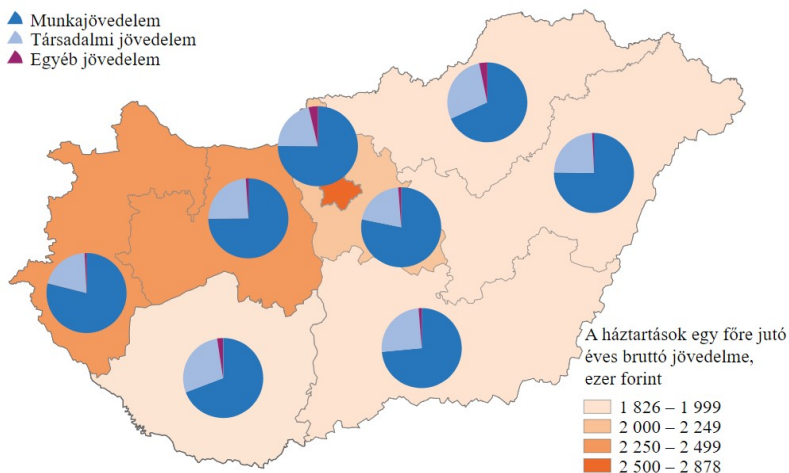 Munkajövedelem
Társadalmi jövedelem
Egyéb jövedelem
A háztartások egy főre jutó
éves bruttó jövedelme,
ezer forint
1 826 – 1 999
2 000 – 2 249
2 250 – 2 499
2 500 – 2 878